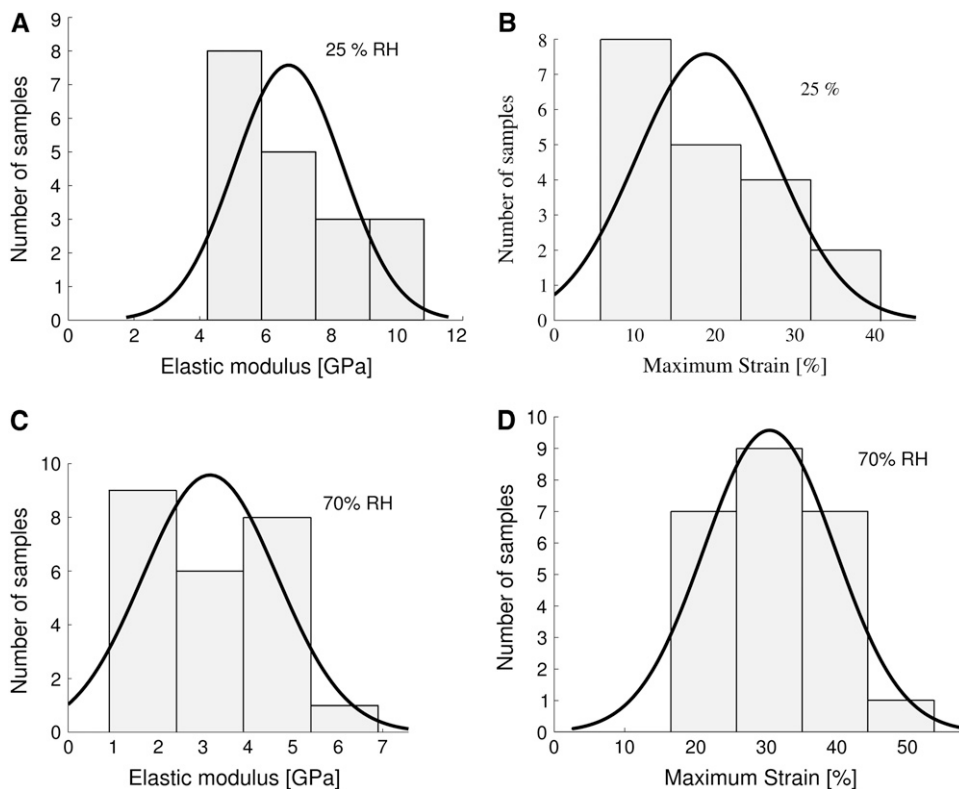 A
25 % RH
Number of samples
9
8
7
6
5
4
3
2
1
0
0 2 4 6 8 10 12
Elastic modulus [GPa]
B
25 %
Number of samples
8
7
6
5
4
3
2
1
0
0 10 20 30 40
Maximum Strain [%]
C
70% RH
Number of samples
10
8
6
4
2
0
0 1 2 3 4 5 6 7
Elastic modulus [GPa]
D
70% RH
Number of samples
10
9
8
7
6
5
4
3
2
1
0
0 10 20 30 40 50
Maximum Strain [%]